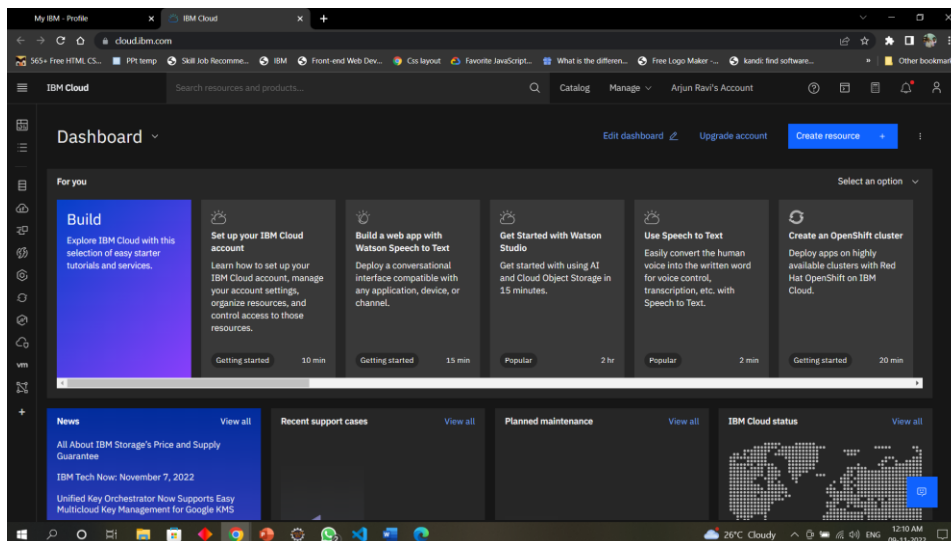 My IBM - Profile
IBM Cloud
cloud.ibm.com
565+ Free HTML CS...
PPt temp
Skill Job Recomme...
IBM
Front-end Web Dev...
Css layout
Favorite JavaScript...
What is the differen...
Free Logo Maker -...
kandi: find software...
»
Other bookmark
IBM Cloud
Search resources and products...
Catalog
Manage
Arjun Ravi's Account
Dashboard
Edit dashboard
Upgrade account
Create resource +
For you
Select an option
Build
Explore IBM Cloud with this
selection of easy starter
tutorials and services.
Set up your IBM Cloud
account
Learn how to set up your
IBM Cloud account, manage
your account settings,
organize resources, and
control access to those
resources.
Getting started
10 min
Build a web app with
Watson Speech to Text
Deploy a conversational
interface compatible with
any application, device, or
channel.
Getting started
15 min
Get Started with Watson
Studio
Get started with using AI
and Cloud Object Storage in
15 minutes.
Popular
2 hr
Use Speech to Text
Easily convert the human
voice into the written word
for voice control,
transcription, etc. with
Speech to Text.
Popular
2 min
Create an OpenShift cluster
Deploy apps on highly
available clusters with Red
Hat OpenShift on IBM
Cloud.
Getting started
20 min
vm
News
View all
All About IBM Storage's Price and Supply
Guarantee
IBM Tech Now: November 7, 2022
Unified Key Orchestrator Now Supports Easy
Multicloud Key Management for Google KMS
Recent support cases
View all
Planned maintenance
View all
IBM Cloud status
View all
26°C Cloudy
ENG
12:10 AM
09-11-2022